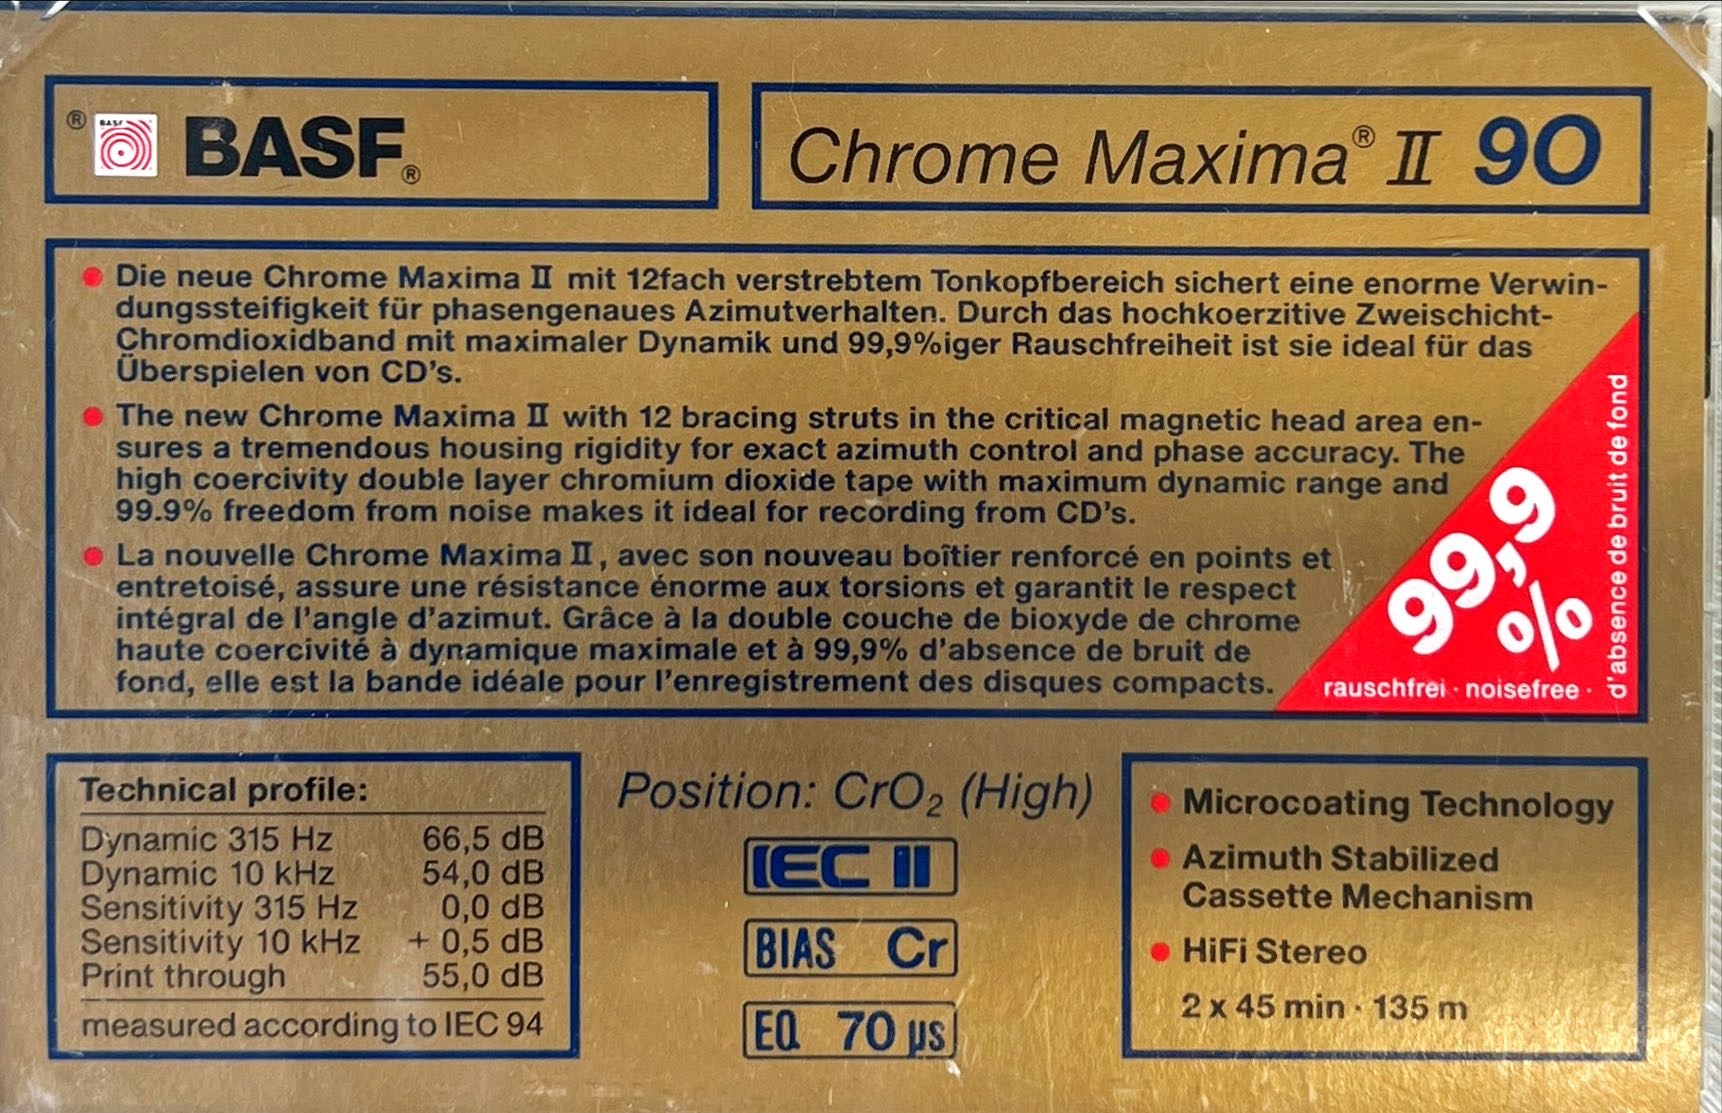 ® BASF BASF®
Chrome Maxima® II 90
• Die neue Chrome Maxima II mit 12fach verstrebtem Tonkopfbereich sichert eine enorme Verwin-
dungssteifigkeit für phasengenaues Azimutverhalten. Durch das hochkoerzitive Zweischicht-
Chromdioxidband mit maximaler Dynamik und 99,9%iger Rauschfreiheit ist sie ideal für das
Überspielen von CD's.
• The new Chrome Maxima II with 12 bracing struts in the critical magnetic head area en-
sures a tremendous housing rigidity for exact azimuth control and phase accuracy. The
high coercivity double layer chromium dioxide tape with maximum dynamic range and
99.9% freedom from noise makes it ideal for recording from CD's.
• La nouvelle Chrome Maxima II, avec son nouveau boîtier renforcé en points et
entretoisé, assure une résistance énorme aux torsions et garantit le respect
intégral de l'angle d'azimut. Grâce à la double couche de bioxyde de chrome
haute coercivité à dynamique maximale et à 99,9% d'absence de bruit de
fond, elle est la bande idéale pour l'enregistrement des disques compacts.
99,9
%
rauschfrei · noisefree ·
d'absence de bruit de fond
Technical profile:
Dynamic 315 Hz 66,5 dB
Dynamic 10 kHz 54,0 dB
Sensitivity 315 Hz 0,0 dB
Sensitivity 10 kHz + 0,5 dB
Print through 55,0 dB
measured according to IEC 94
Position: CrO₂ (High)
IEC II
BIAS Cr
EQ 70 µs
• Microcoating Technology
• Azimuth Stabilized
Cassette Mechanism
• HiFi Stereo
2 x 45 min · 135 m